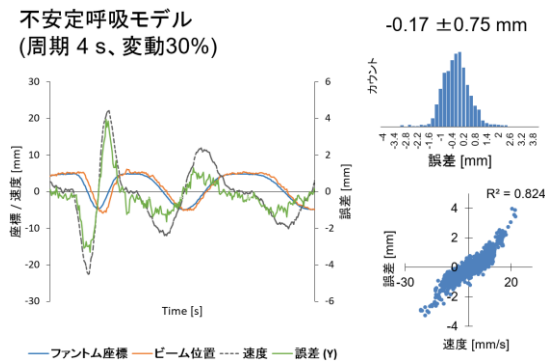 不安定呼吸モデル
(周期 4 s、変動30%)
-0.17 ±0.75 mm
座標 / 速度 [mm]
30
20
10
0
-10
-20
-30
6
4
2
0
-2
-4
-6
誤差 [mm]
Time [s]
ファントム座標
ビーム位置
速度
誤差 (Y)
カウント
-4 -3.4 -2.8 -2.2 -1.6 -1 -0.4 0.2 0.8 1.4 2 2.6 3.2 3.8
誤差 [mm]
R² = 0.824
誤差 [mm]
4
2
0
-2
-4
-30
20
速度 [mm/s]